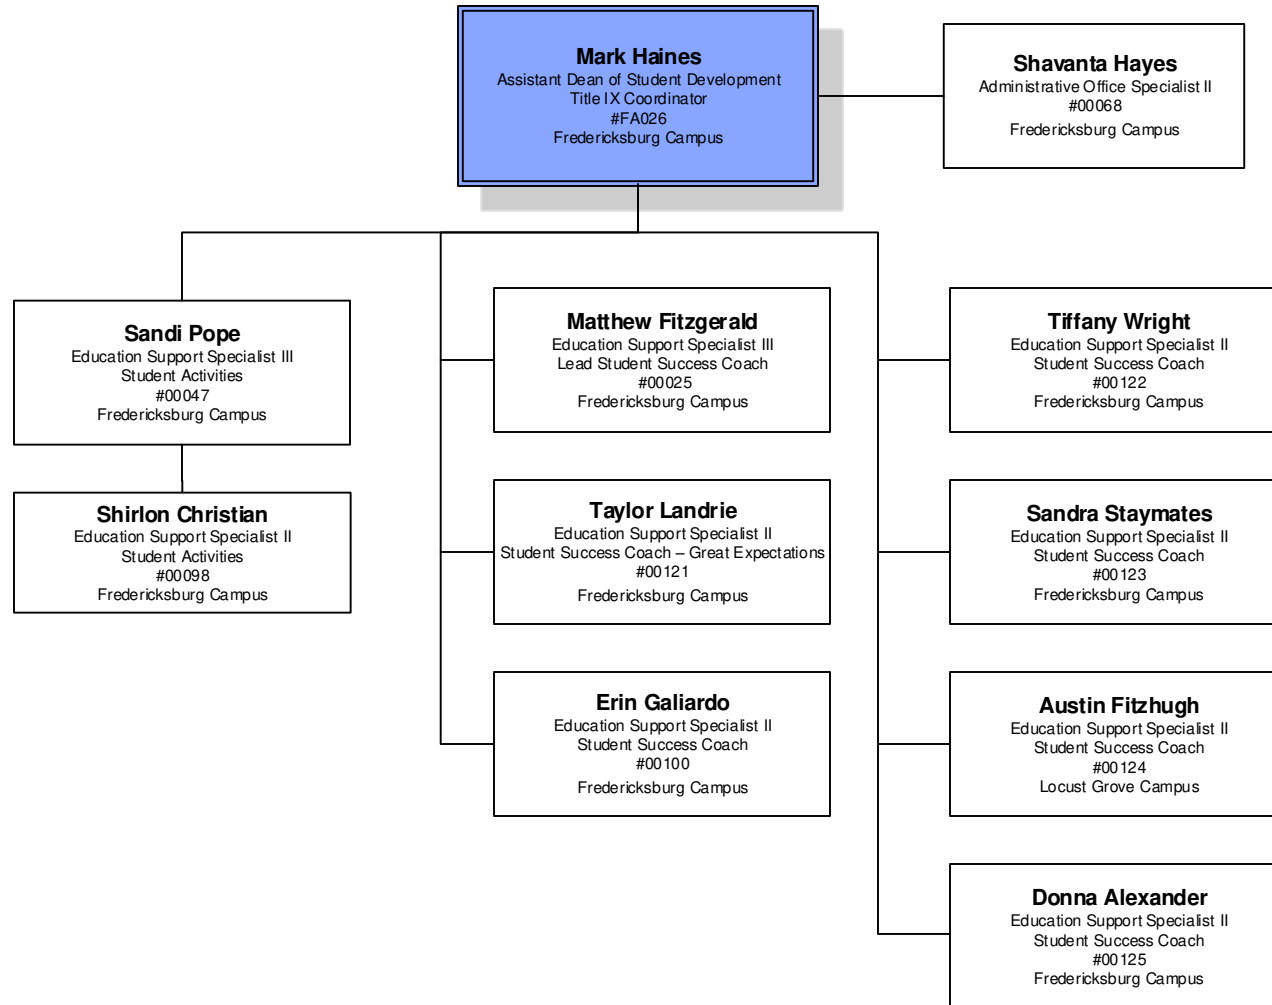 Mark Haines
Assistant Dean of Student Development
Title IX Coordinator
#FA026
Fredericksburg Campus
Shavanta Hayes
Administrative Office Specialist II
#00068
Fredericksburg Campus
Sandi Pope
Education Support Specialist III
Student Activities
#00047
Fredericksburg Campus
Shirlon Christian
Education Support Specialist II
Student Activities
#00098
Fredericksburg Campus
Matthew Fitzgerald
Education Support Specialist III
Lead Student Success Coach
#00025
Fredericksburg Campus
Taylor Landrie
Education Support Specialist II
Student Success Coach – Great Expectations
#00121
Fredericksburg Campus
Erin Galiardo
Education Support Specialist II
Student Success Coach
#00100
Fredericksburg Campus
Tiffany Wright
Education Support Specialist II
Student Success Coach
#00122
Fredericksburg Campus
Sandra Staymates
Education Support Specialist II
Student Success Coach
#00123
Fredericksburg Campus
Austin Fitzhugh
Education Support Specialist II
Student Success Coach
#00124
Locust Grove Campus
Donna Alexander
Education Support Specialist II
Student Success Coach
#00125
Fredericksburg Campus